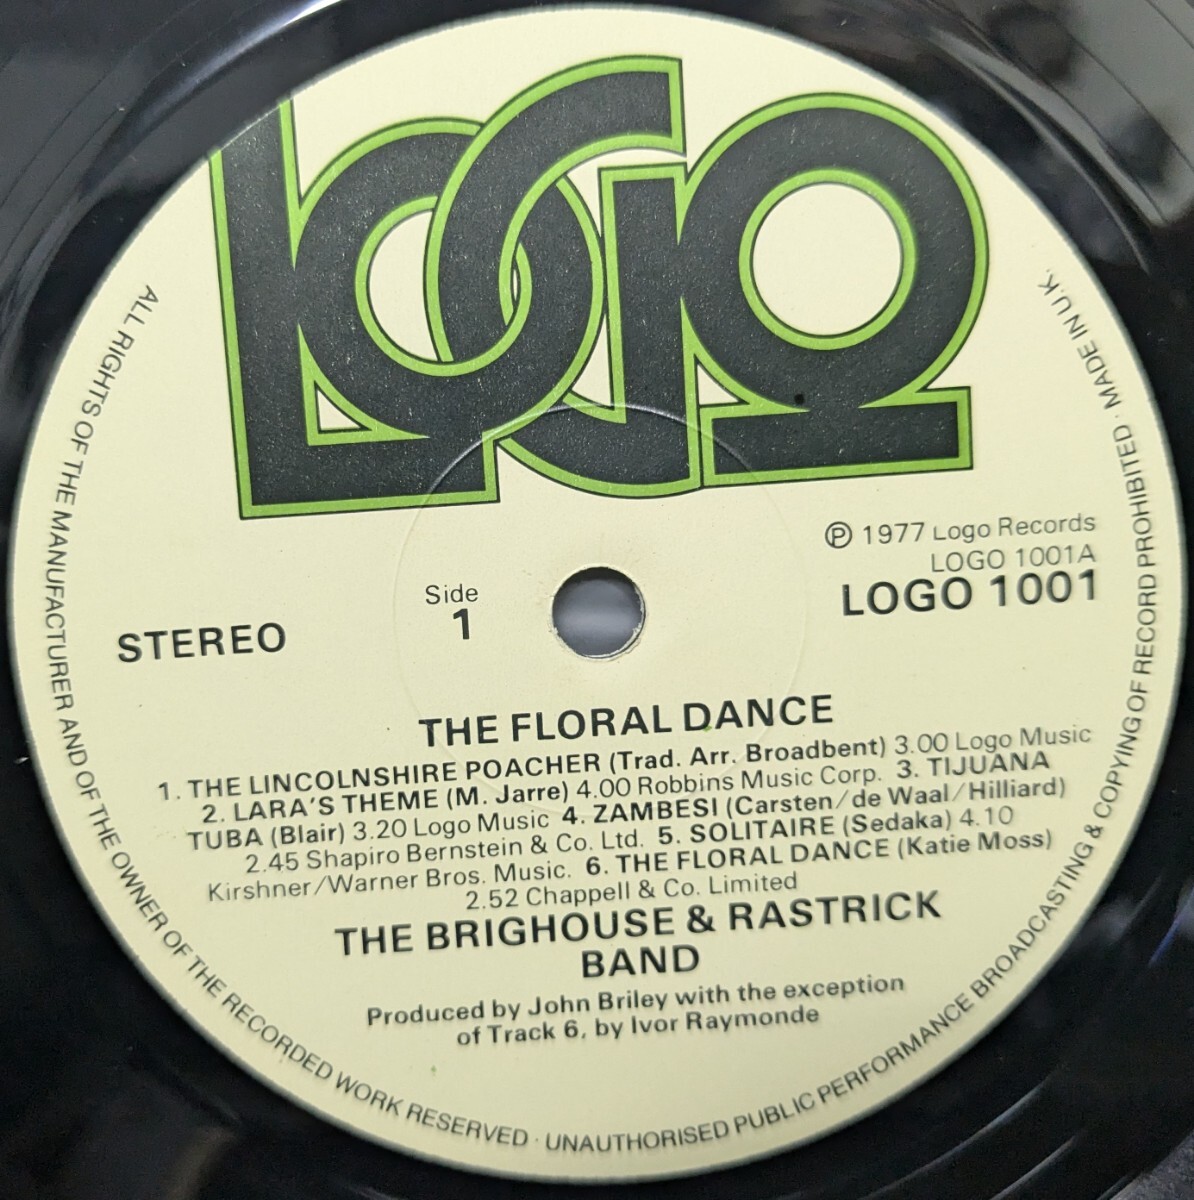 LOGO
℗ 1977 Logo Records
LOGO 1001A
LOGO 1001
Side
1
STEREO
THE FLORAL DANCE
1. THE LINCOLNSHIRE POACHER (Trad. Arr. Broadbent) 3.00 Logo Music
2. LARA'S THEME (M. Jarre) 4.00 Robbins Music Corp. 3. TIJUANA
TUBA (Blair) 3.20 Logo Music 4. ZAMBESI (Carsten/de Waal/Hilliard)
2.45 Shapiro Bernstein & Co. Ltd. 5. SOLITAIRE (Sedaka) 4.10
Kirshner/Warner Bros. Music. 6. THE FLORAL DANCE (Katie Moss)
2.52 Chappell & Co. Limited
THE BRIGHOUSE & RASTRICK
BAND
Produced by John Briley with the exception
of Track 6, by Ivor Raymonde
ALL RIGHTS OF THE MANUFACTURER AND OF THE OWNER OF THE RECORDED WORK RESERVED · UNAUTHORISED PUBLIC PERFORMANCE BROADCASTING & COPYING OF RECORD PROHIBITED · MADE IN U.K.